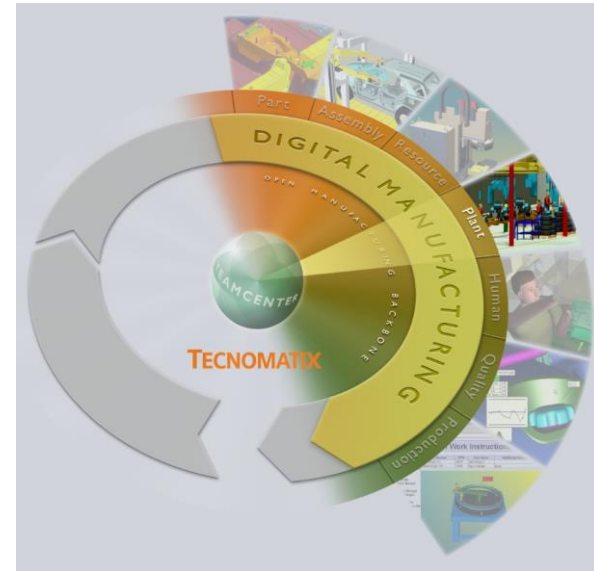 Part
Assembly
Resource
Plant
Human
Quality
Production
DIGITAL MANUFACTURING
OPEN MANUFACTURING BACKBONE
TEAMCENTER
TECNOMATIX
Work Instruction